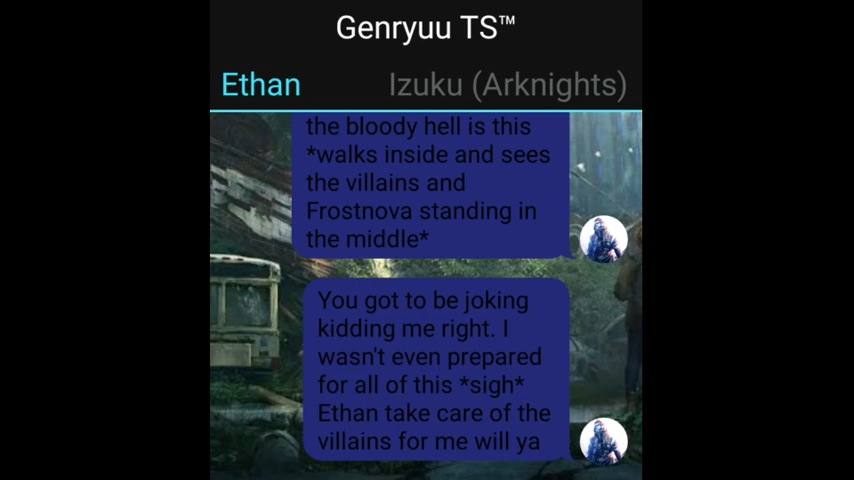 Genryuu TS™
Ethan Izuku (Arknights)
the bloody hell is this
*walks inside and sees
the villains and
Frostnova standing in
the middle*
You got to be joking
kidding me right. I
wasn't even prepared
for all of this *sigh*
Ethan take care of the
villains for me will ya